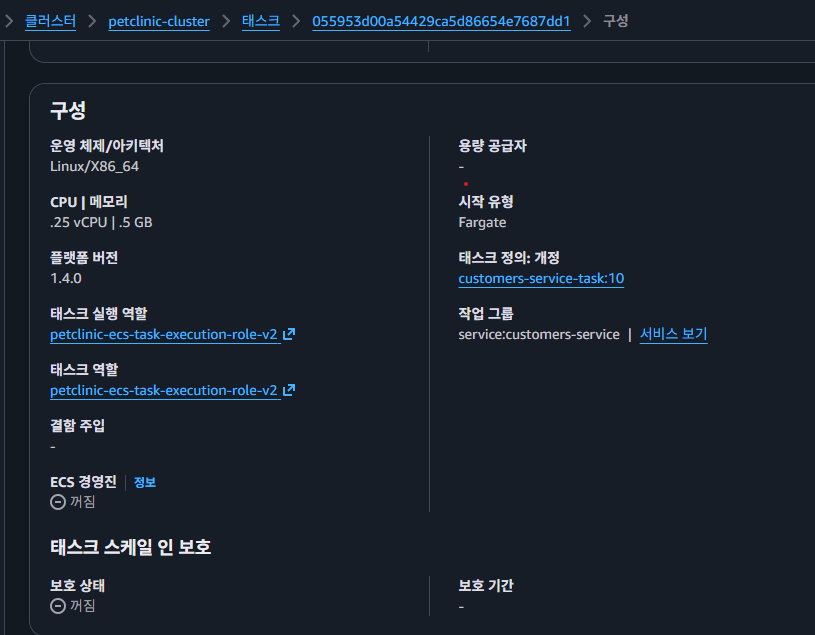 클러스터 > petclinic-cluster > 태스크 > 055953d00a54429ca5d86654e7687dd1 > 구성
구성
운영 체제/아키텍처
Linux/X86_64
CPU | 메모리
.25 vCPU | .5 GB
플랫폼 버전
1.4.0
태스크 실행 역할
petclinic-ecs-task-execution-role-v2
태스크 역할
petclinic-ecs-task-execution-role-v2
결함 주입
-
ECS 경영진 | 정보
꺼짐
용량 공급자
-
시작 유형
Fargate
태스크 정의: 개정
customers-service-task:10
작업 그룹
service:customers-service | 서비스 보기
태스크 스케일 인 보호
보호 상태
꺼짐
보호 기간
-